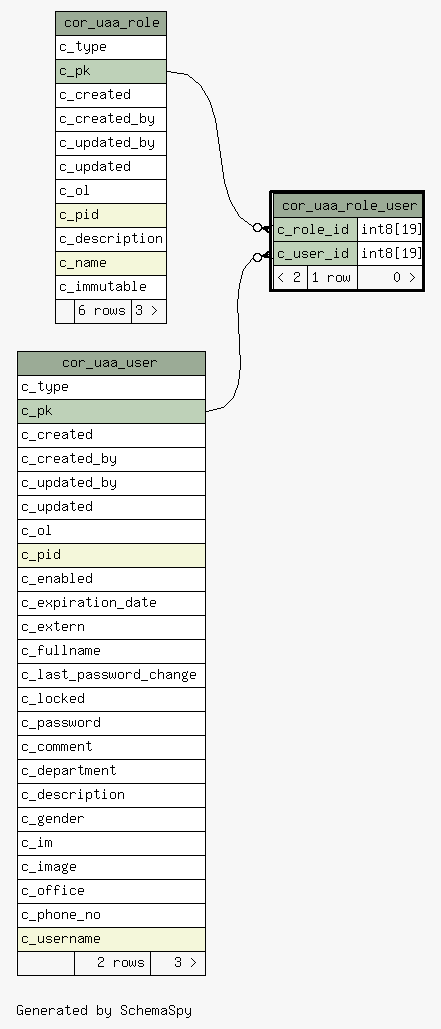 cor_uaa_role
c_type
c_pk
c_created
c_created_by
c_updated_by
c_updated
c_ol
c_pid
c_description
c_name
c_immutable
6 rows 3 >
cor_uaa_role_user
c_role_id int8[19]
c_user_id int8[19]
< 2 1 row 0 >
cor_uaa_user
c_type
c_pk
c_created
c_created_by
c_updated_by
c_updated
c_ol
c_pid
c_enabled
c_expiration_date
c_extern
c_fullname
c_last_password_change
c_locked
c_password
c_comment
c_department
c_description
c_gender
c_im
c_image
c_office
c_phone_no
c_username
2 rows 3 >
Generated by SchemaSpy